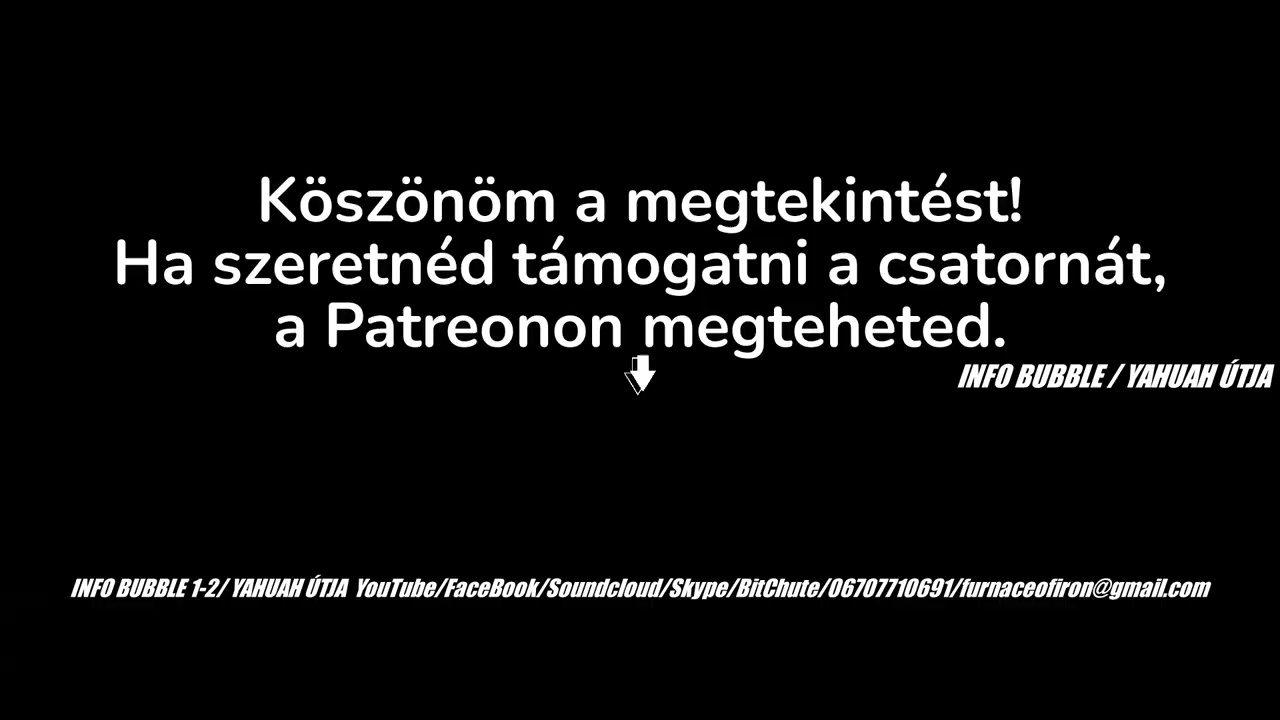 Köszönöm a megtekintést!
Ha szeretnéd támogatni a csatornát,
a Patreonon megteheted.
INFO BUBBLE / YAHUAH ÚTJA
INFO BUBBLE 1-2/ YAHUAH ÚTJA YouTube/FaceBook/Soundcloud/Skype/BitChute/06707710691/furnaceofiron@gmail.com